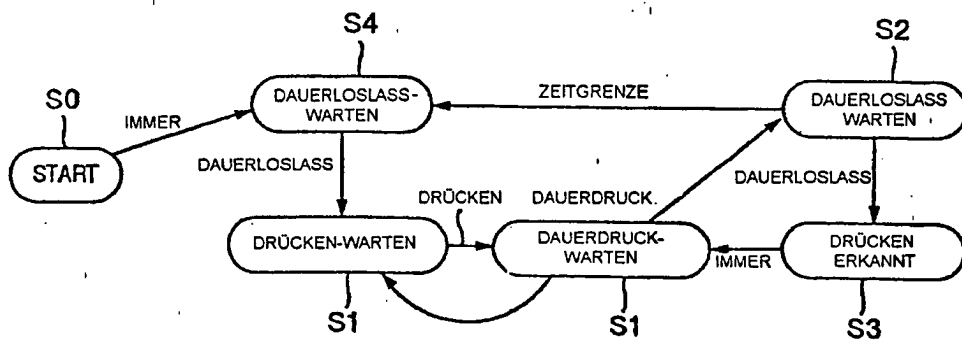 S4
S2
S0
DAUERLOSLASS-
WARTEN
ZEITGRENZE
DAUERLOSLASS
WARTEN
IMMER
START
DAUERLOSLASS
DAUERLOSLASS
DRÜCKEN
DAUERDRUCK.
DRÜCKEN-WARTEN
DAUERDRUCK-
WARTEN
IMMER
DRÜCKEN
ERKANNT
S1
S1
S3